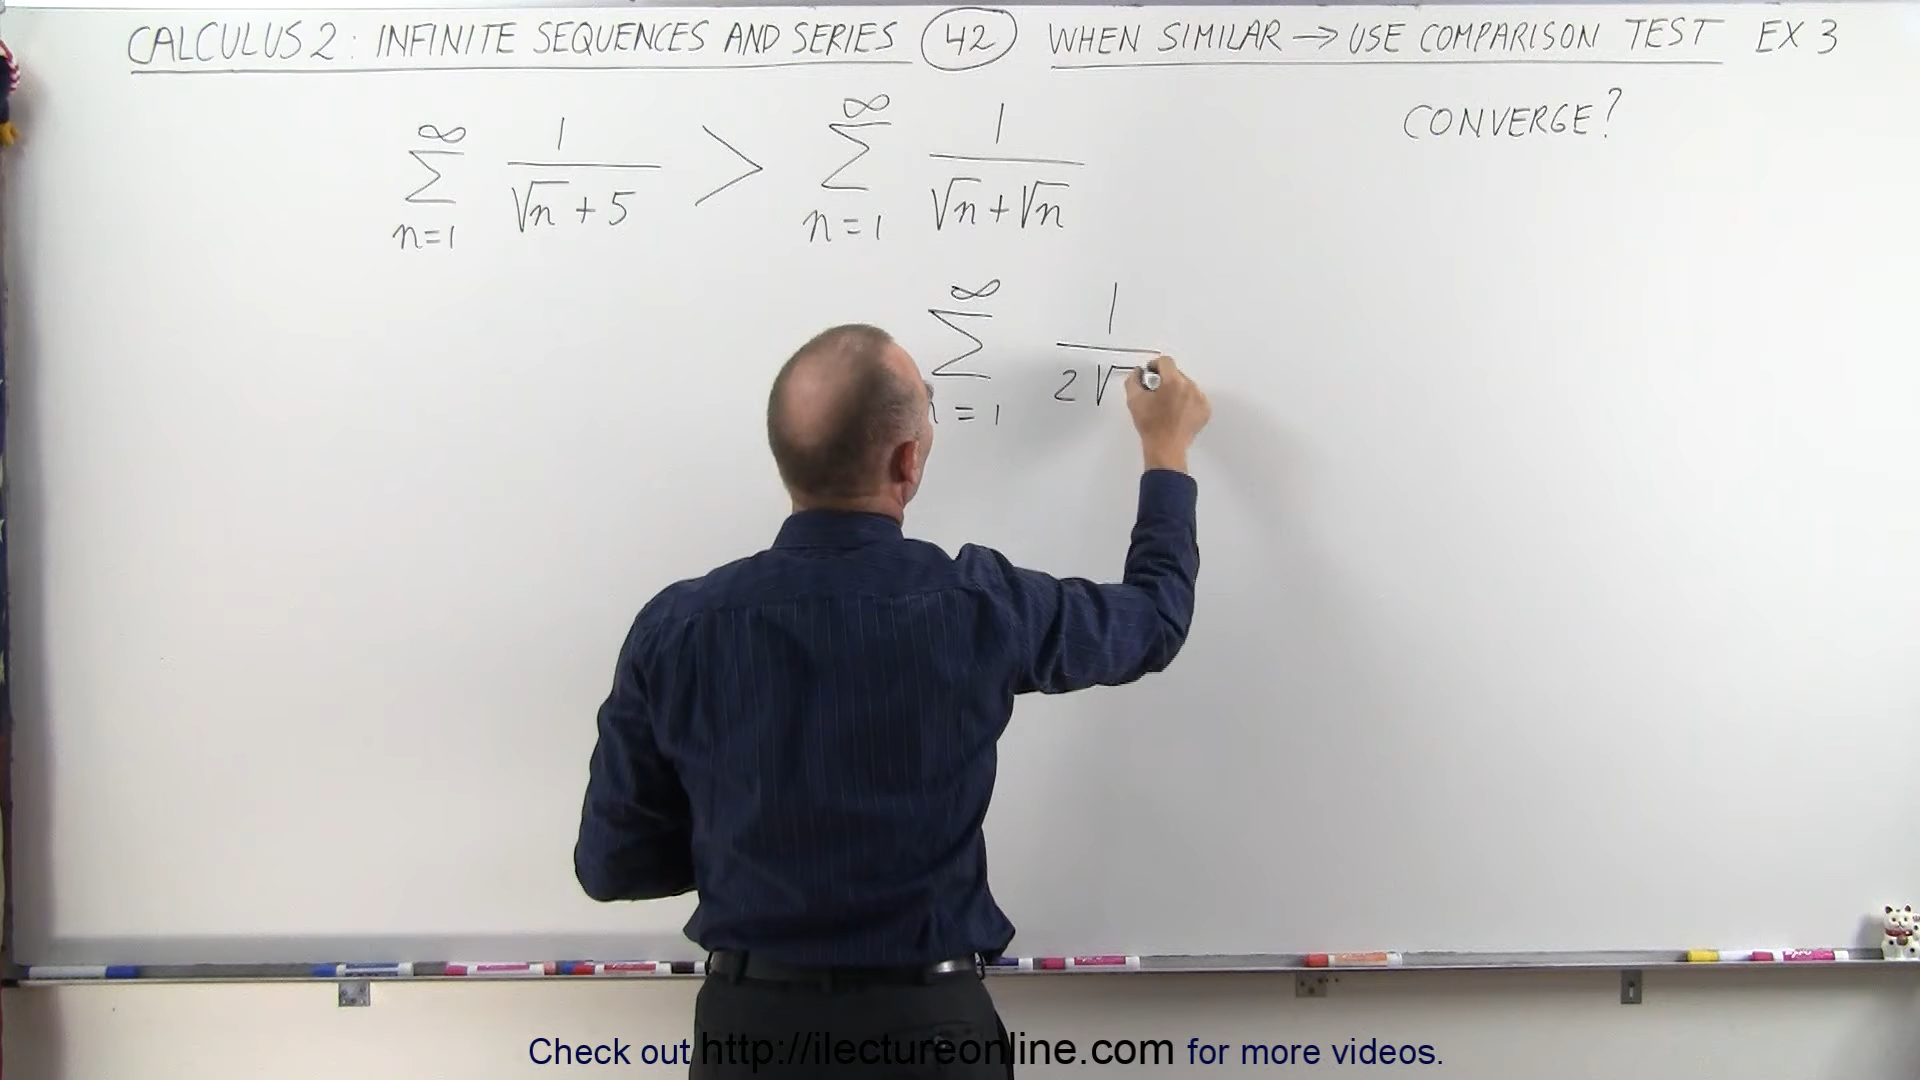 CALCULUS 2: INFINITE SEQUENCES AND SERIES 42 WHEN SIMILAR → USE COMPARISON TEST EX 3
CONVERGE?
∞ ∑ n=1 1/(√n + 5) > ∞ ∑ n=1 1/(√n + √n)
∞ ∑ n=1 1/(2√
Check out http://ilectureonline.com for more videos.